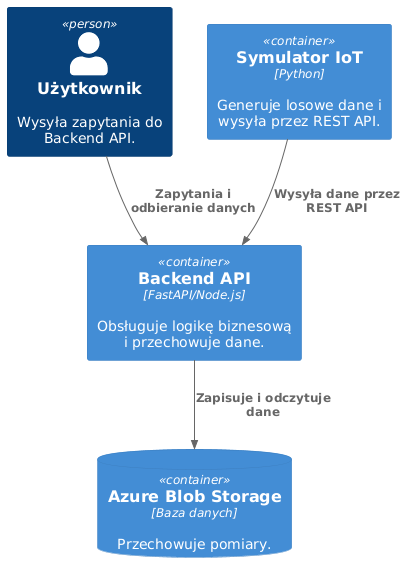 «person»
Użytkownik
Wysyła zapytania do
Backend API.
«container»
Symulator IoT
[Python]
Generuje losowe dane i
wysyła przez REST API.
Zapytania i
odbieranie danych
Wysyła dane przez
REST API
«container»
Backend API
[FastAPI/Node.js]
Obsługuje logikę biznesową
i przechowuje dane.
Zapisuje i odczytuje
dane
«container»
Azure Blob Storage
[Baza danych]
Przechowuje pomiary.